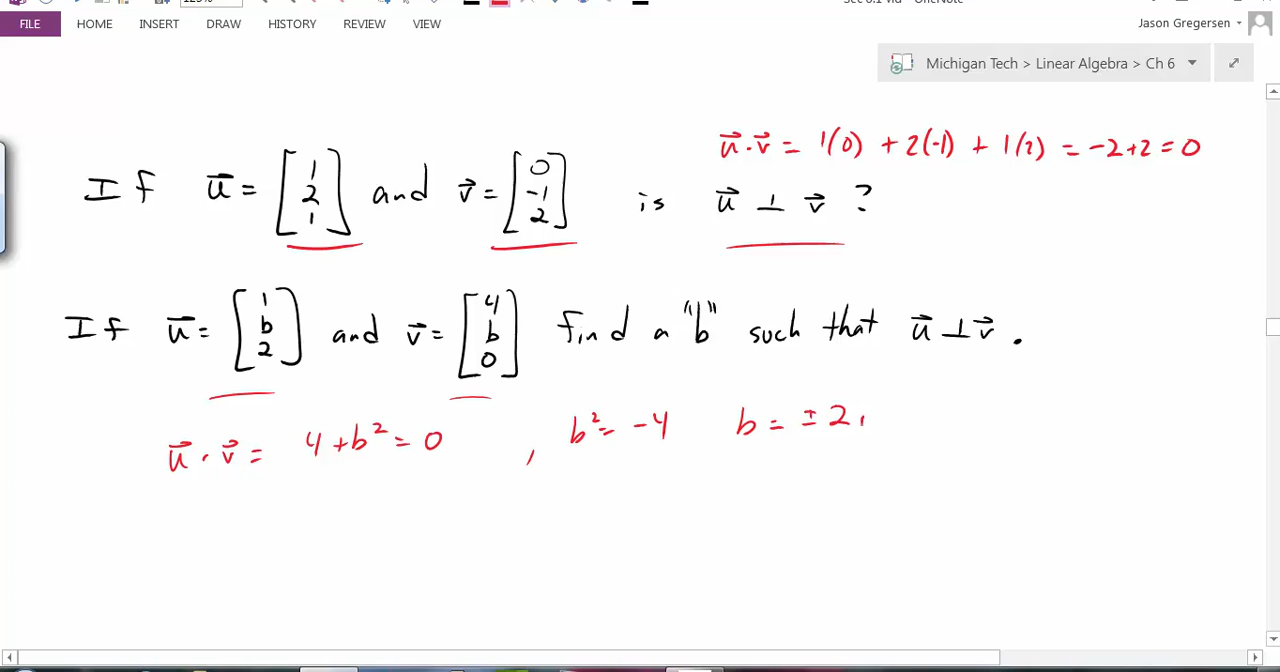 FILE HOME INSERT DRAW HISTORY REVIEW VIEW
Jason Gregersen
Michigan Tech > Linear Algebra > Ch 6
u⃗·v⃗ = 1(0) + 2(-1) + 1(2) = -2+2 = 0
If u⃗ = [1 2 1] and v⃗ = [0 -1 2] is u⃗ ⊥ v⃗ ?
If u⃗ = [1 b 2] and v⃗ = [4 b 0] find a "b" such that u⃗ ⊥ v⃗ .
u⃗·v⃗ = 4+b² = 0 , b² = -4 b = ±2